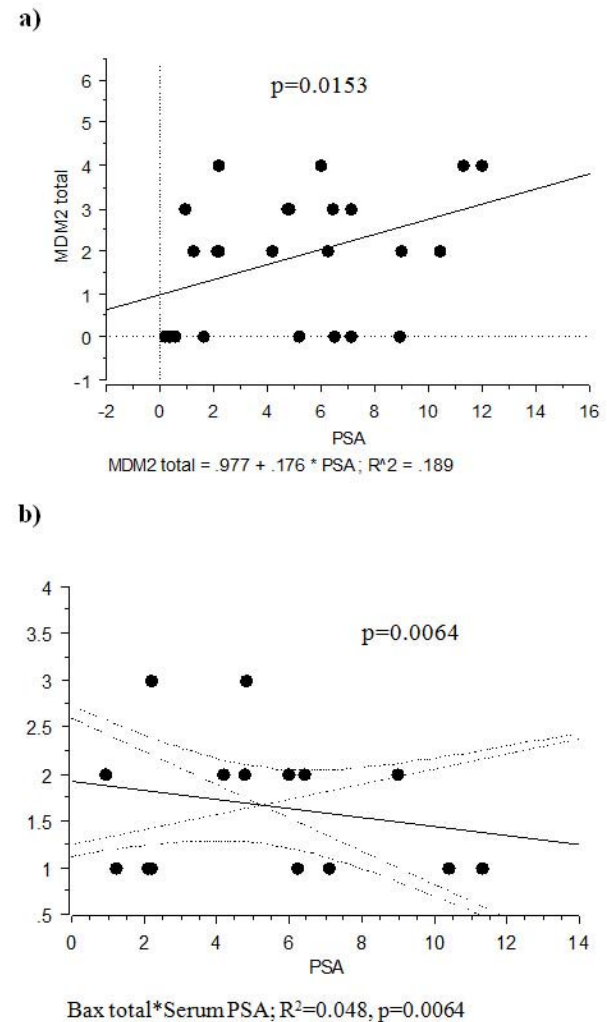 a)
p=0.0153
6
5
4
3
2
1
0
-1
MDM2 total
-2 0 2 4 6 8 10 12 14 16
PSA
MDM2 total = .977 + .176 * PSA; R^2 = .189
b)
p=0.0064
4
3.5
3
2.5
2
1.5
1
.5
0 2 4 6 8 10 12 14
PSA
Bax total*Serum PSA; R²=0.048, p=0.0064